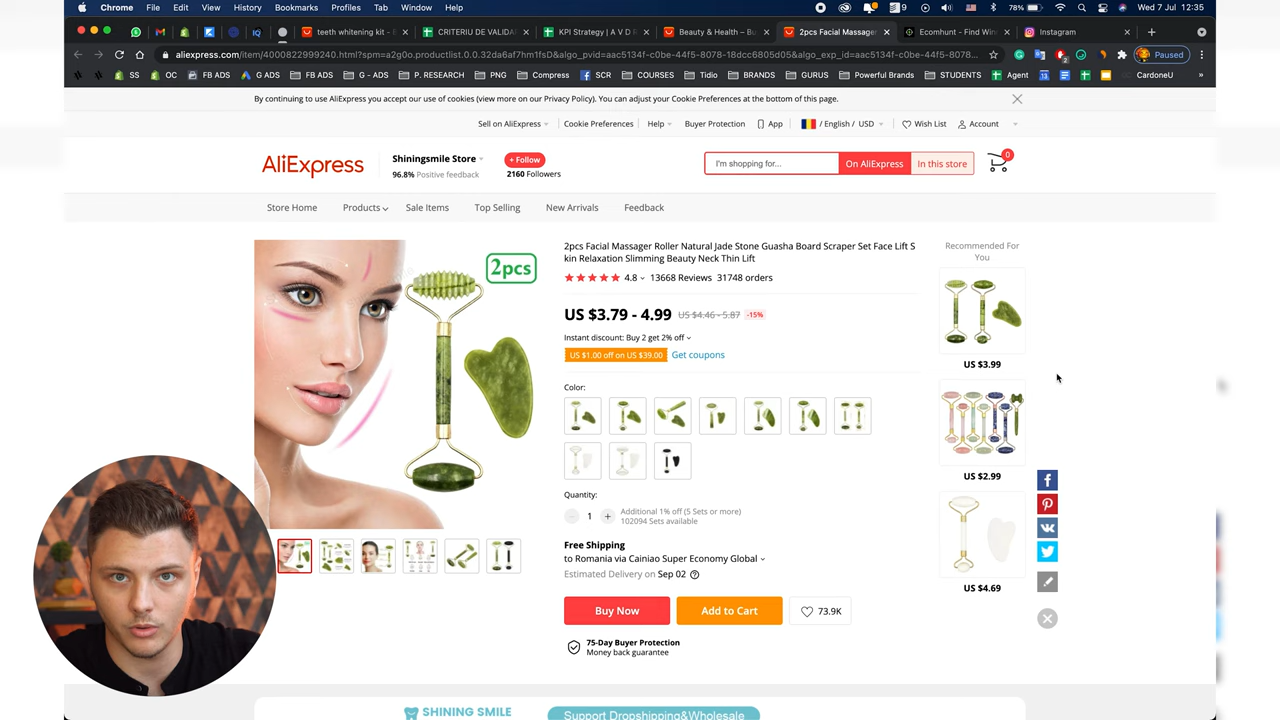 Chrome File Edit View History Bookmarks Profiles Tab Window Help 9 78% Wed 7 Jul 12:35
teeth whitening kit - CRITERIU DE VALIDA KPI Strategy | A V D R Beauty & Health – Bu 2pcs Facial Massager Ecomhunt - Find Win Instagram
aliexpress.com/item/4000822999240.html?spm=a2g0o.productlist.0.0.32da6af7hm1fsD&algo_pvid=aac5134f-c0be-44f5-8078-18dcc6805d05&algo_exp_id=aac5134f-c0be-44f5-8078... Paused
SS OC FB ADS G ADS P. RESEARCH FB ADS G - ADS PNG Compress SCR COURSES Tidio BRANDS GURUS Powerful Brands STUDENTS Agent CardoneU
By continuing to use AliExpress you accept our use of cookies (view more on our Privacy Policy). You can adjust your Cookie Preferences at the bottom of this page.
Sell on AliExpress Cookie Preferences Help Buyer Protection App / English / USD Wish List Account
AliExpress
Shiningsmile Store
96.8% Positive feedback
+ Follow
2160 Followers
I'm shopping for... On AliExpress In this store 0
Store Home Products Sale Items Top Selling New Arrivals Feedback
2pcs
2pcs Facial Massager Roller Natural Jade Stone Guasha Board Scraper Set Face Lift S
kin Relaxation Slimming Beauty Neck Thin Lift
4.8 13668 Reviews 31748 orders
US $3.79 - 4.99 US $4.46 - 5.87 -15%
Instant discount: Buy 2 get 2% off
US $1.00 off on US $39.00 Get coupons
Color:
Quantity:
1 Additional 1% off (5 Sets or more)
102094 Sets available
Free Shipping
to Romania via Cainiao Super Economy Global
Estimated Delivery on Sep 02
Buy Now Add to Cart 73.9K
75-Day Buyer Protection
Money back guarantee
Recommended For
You
US $3.99
US $2.99
US $4.69
SHINING SMILE Support Dropshipping&Wholesale